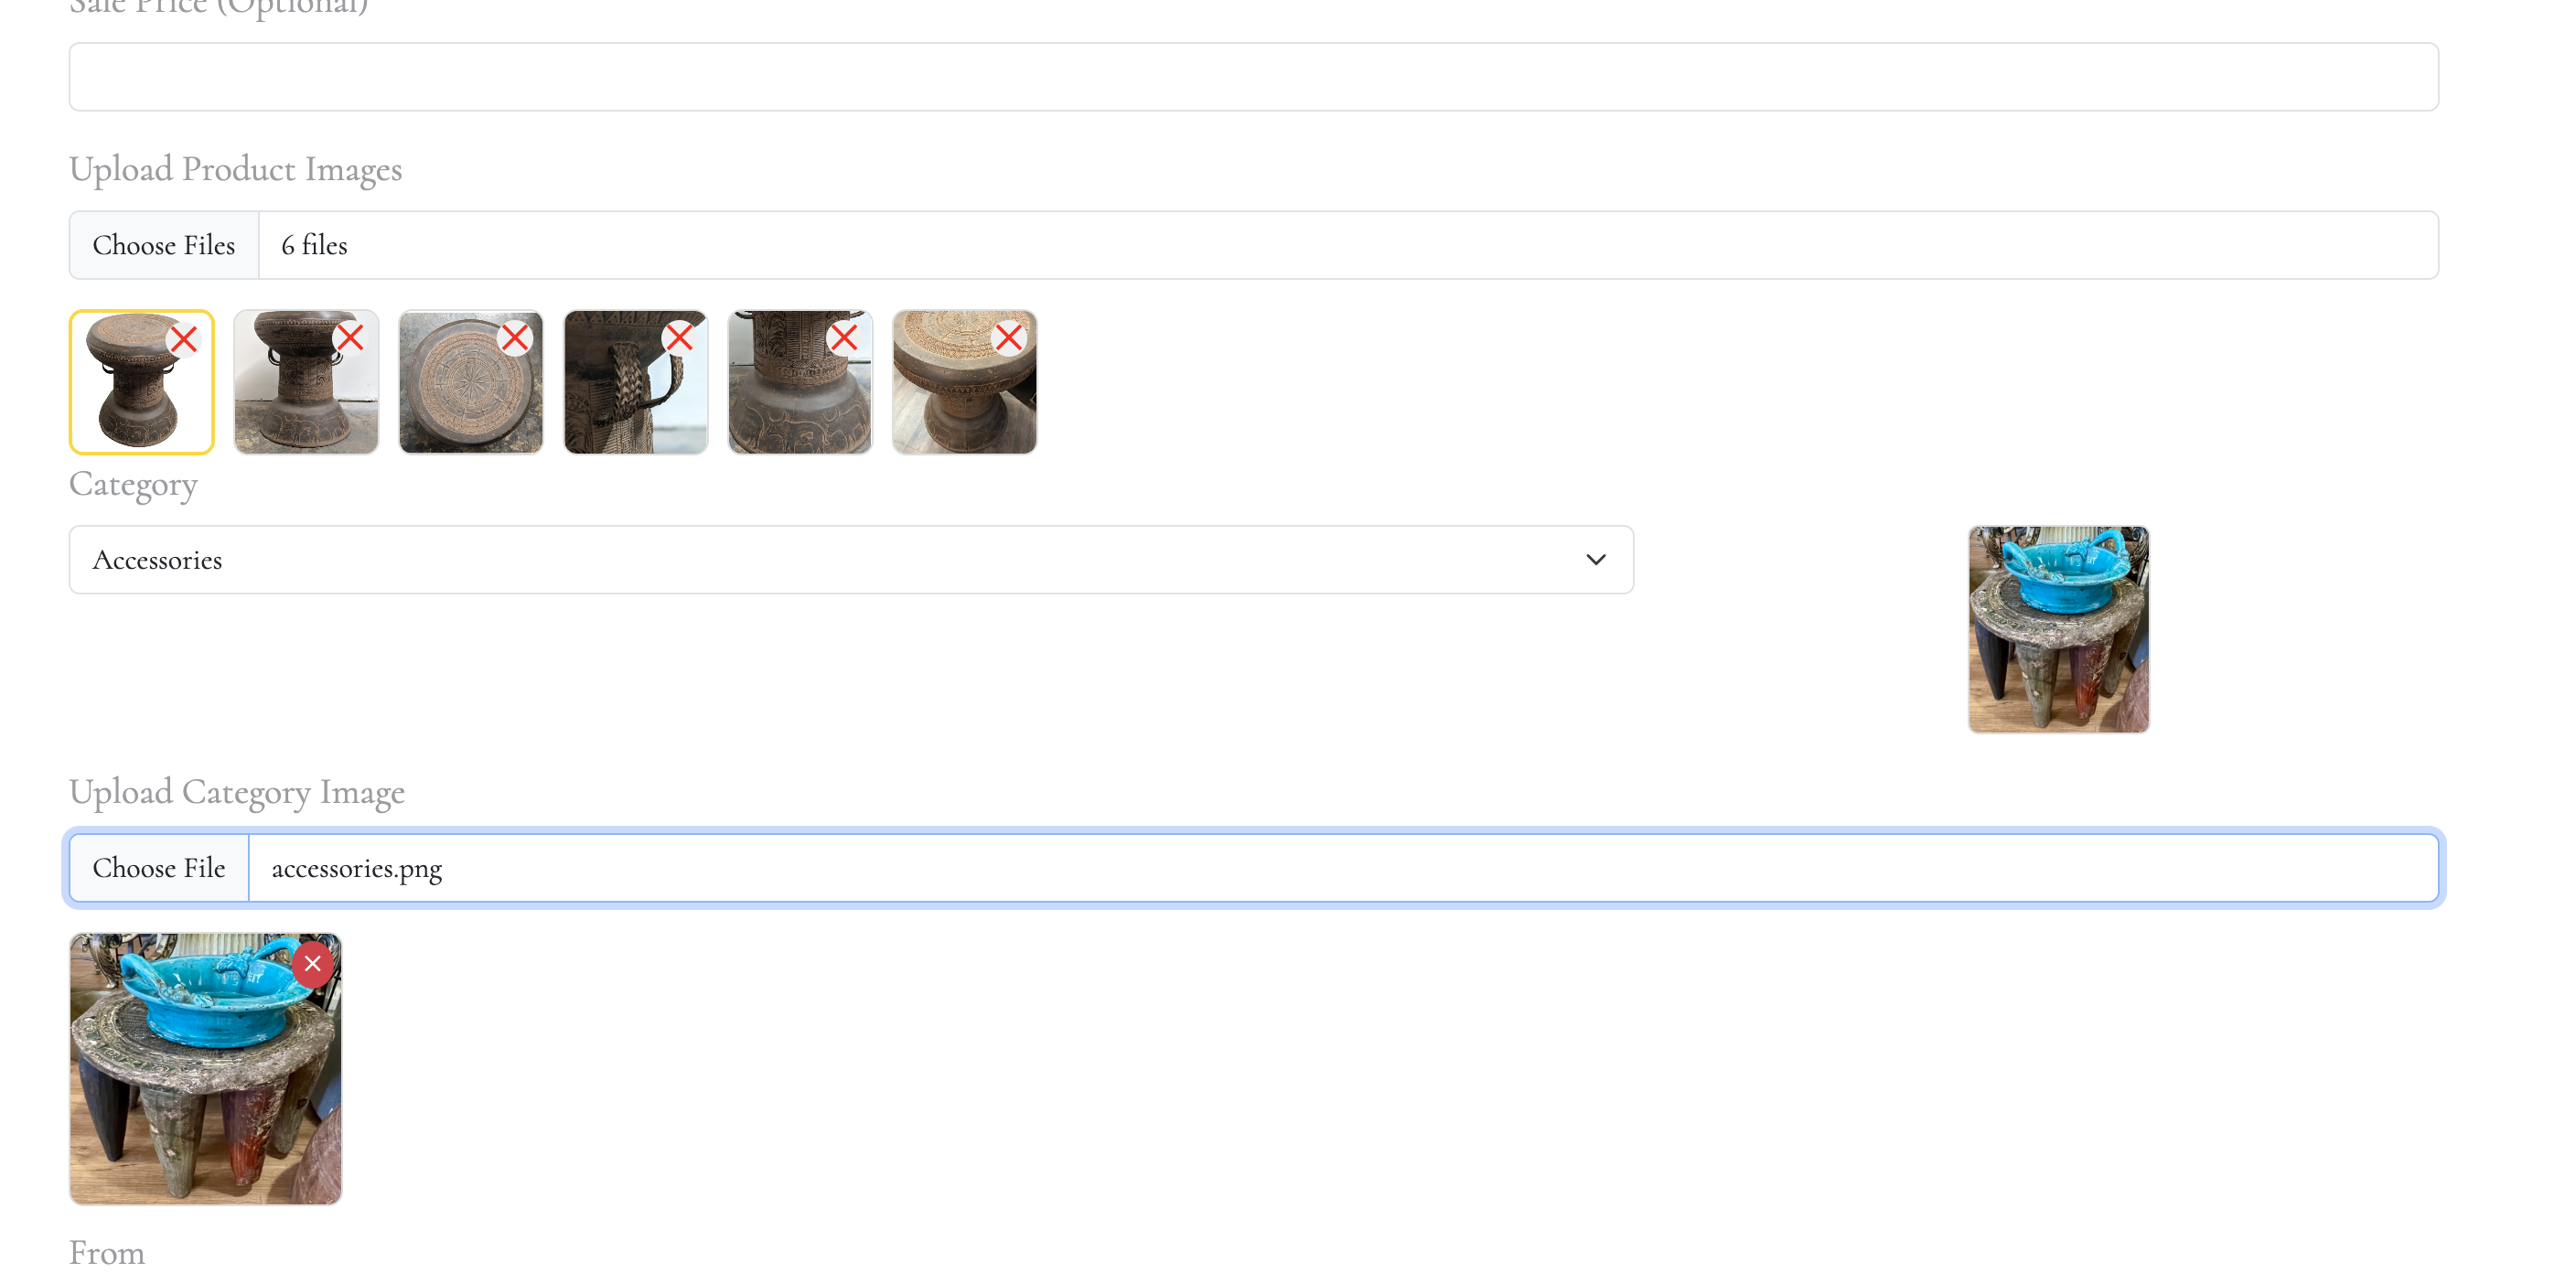 Sale Price (Optional)
Upload Product Images
Choose Files 6 files
Category
Accessories
Upload Category Image
Choose File accessories.png
From